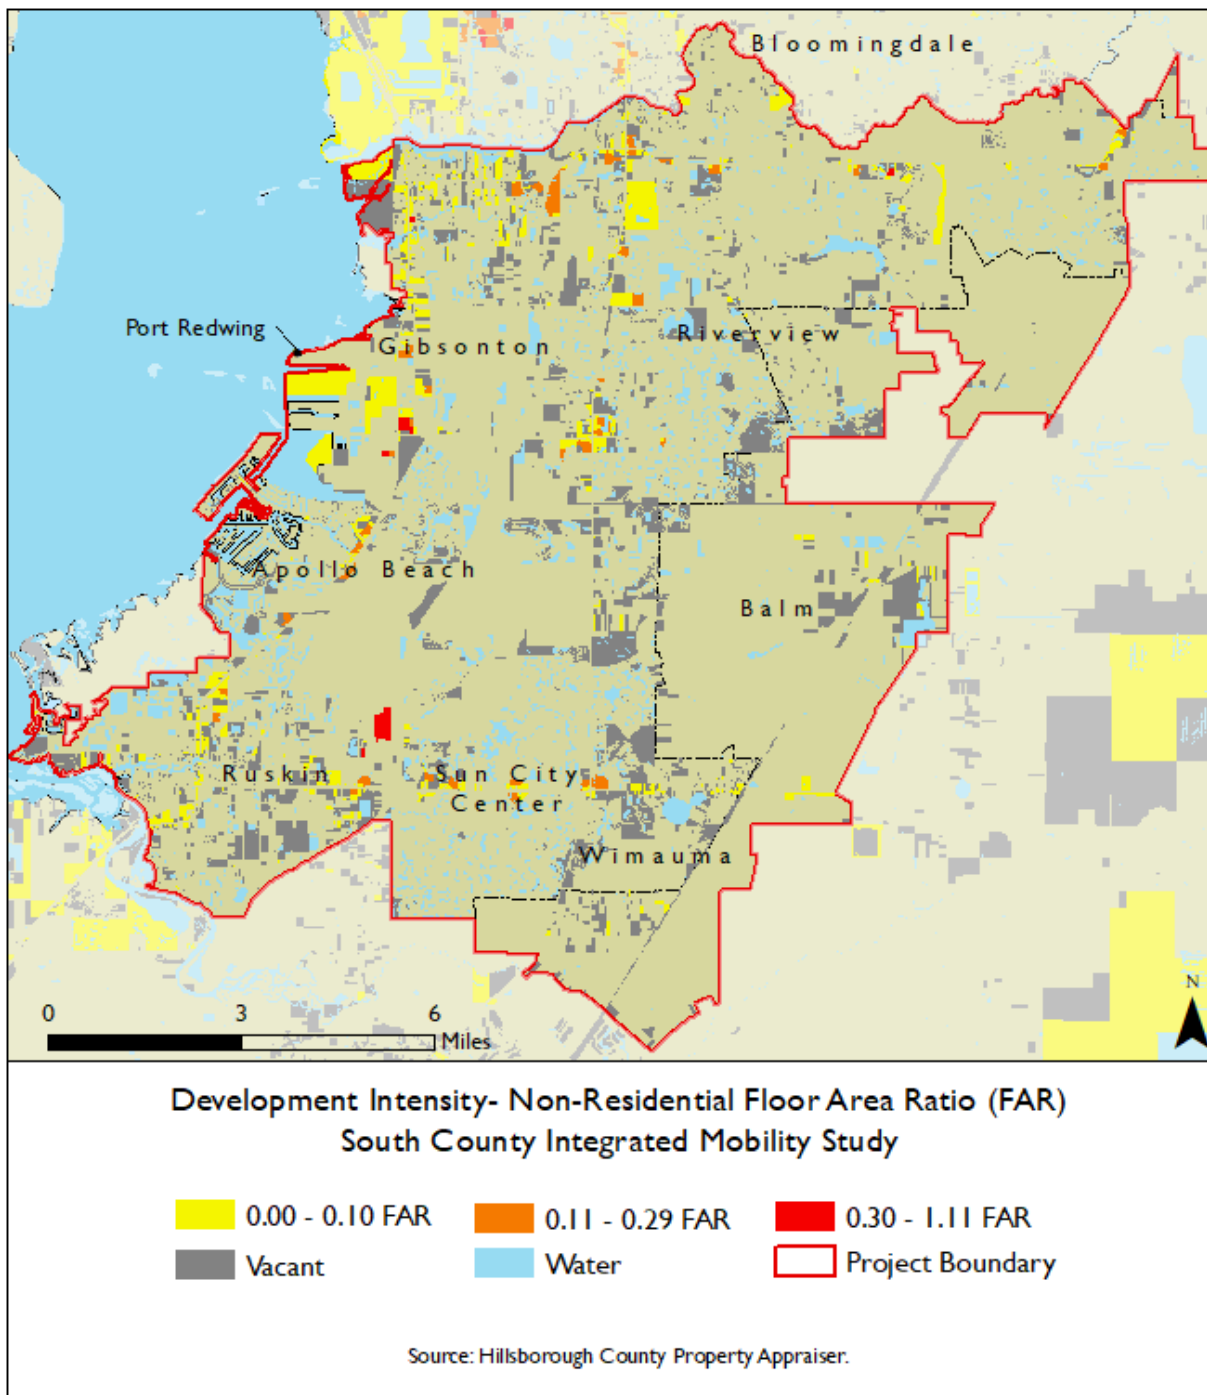 Bloomingdale
Port Redwing
Gibsonton
Riverview
Apollo Beach
Balm
Ruskin
Sun City
Center
Wimauma
N
0 3 6
Miles
Development Intensity- Non-Residential Floor Area Ratio (FAR)
South County Integrated Mobility Study
0.00 - 0.10 FAR 0.11 - 0.29 FAR 0.30 - 1.11 FAR
Vacant Water Project Boundary
Source: Hillsborough County Property Appraiser.